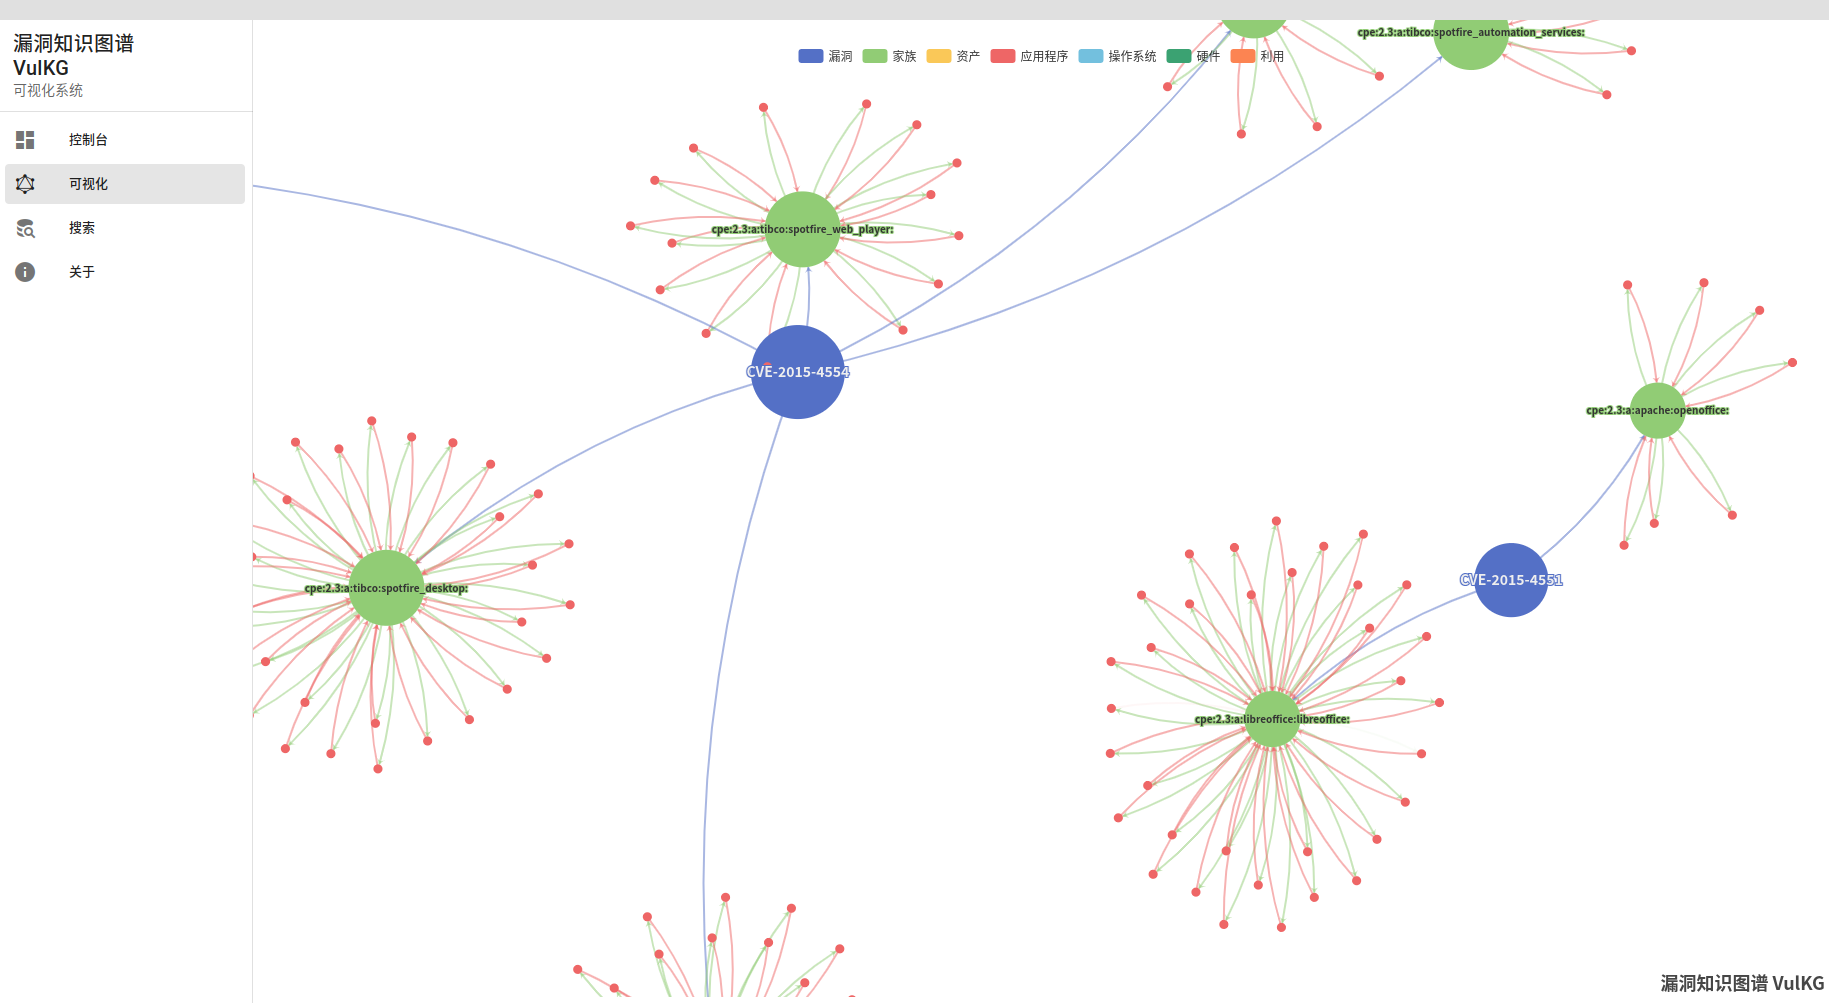 漏洞知识图谱
VulKG
可视化系统
控制台
可视化
搜索
关于
漏洞 家族 资产 应用程序 操作系统 硬件 利用
cpe:2.3:a:tibco:spotfire_automation_services:
cpe:2.3:a:tibco:spotfire_web_player:
CVE-2015-4554
cpe:2.3:a:apache:openoffice:
cpe:2.3:a:tibco:spotfire_desktop:
CVE-2015-4551
cpe:2.3:a:libreoffice:libreoffice:
漏洞知识图谱 VulKG